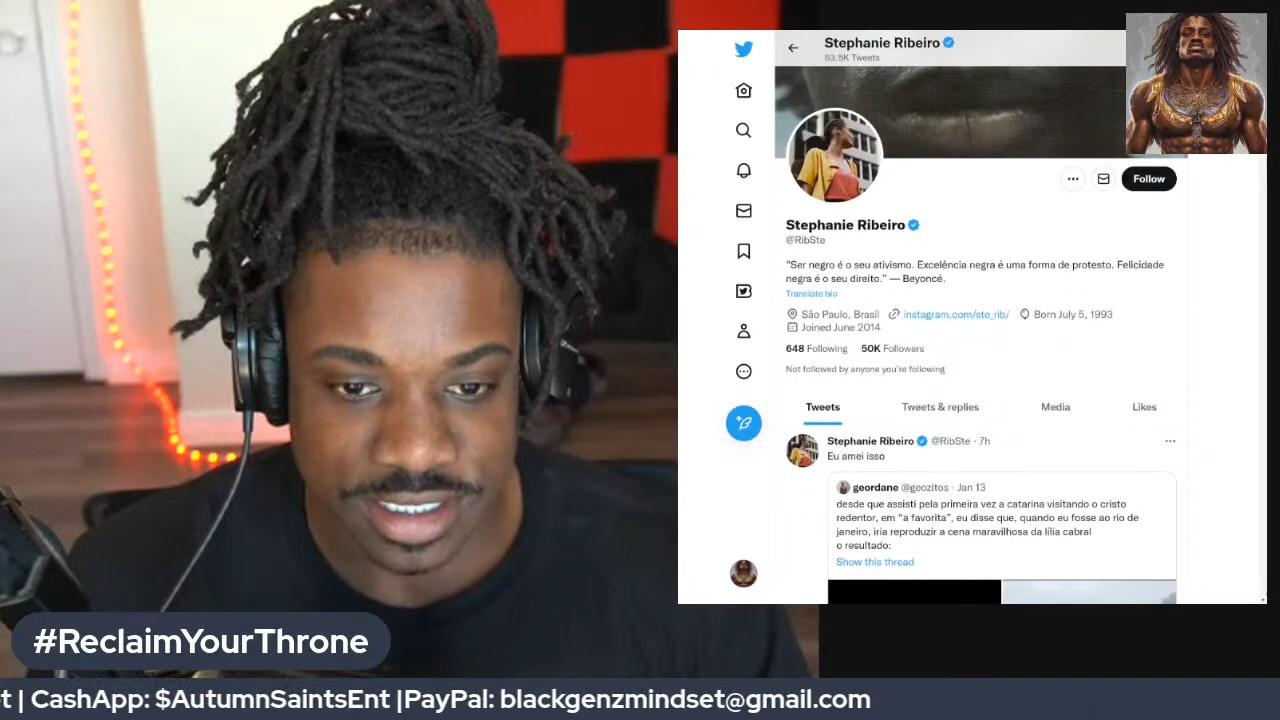 Stephanie Ribeiro
63.5K Tweets
Follow
Stephanie Ribeiro
@RibSte
"Ser negro é o seu ativismo. Excelência negra é uma forma de protesto. Felicidade
negra é o seu direito." — Beyoncé.
Translate bio
São Paulo, Brasil instagram.com/ste_rib/ Born July 5, 1993
Joined June 2014
648 Following 50K Followers
Not followed by anyone you're following
Tweets Tweets & replies Media Likes
Stephanie Ribeiro @RibSte · 7h
Eu amei isso
geordane @geozitos · Jan 13
desde que assisti pela primeira vez a catarina visitando o cristo
redentor, em "a favorita", eu disse que, quando eu fosse ao rio de
janeiro, iria reproduzir a cena maravilhosa da lília cabral
o resultado:
Show this thread
#ReclaimYourThrone
t | CashApp: $AutumnSaintsEnt |PayPal: blackgenzmindset@gmail.com